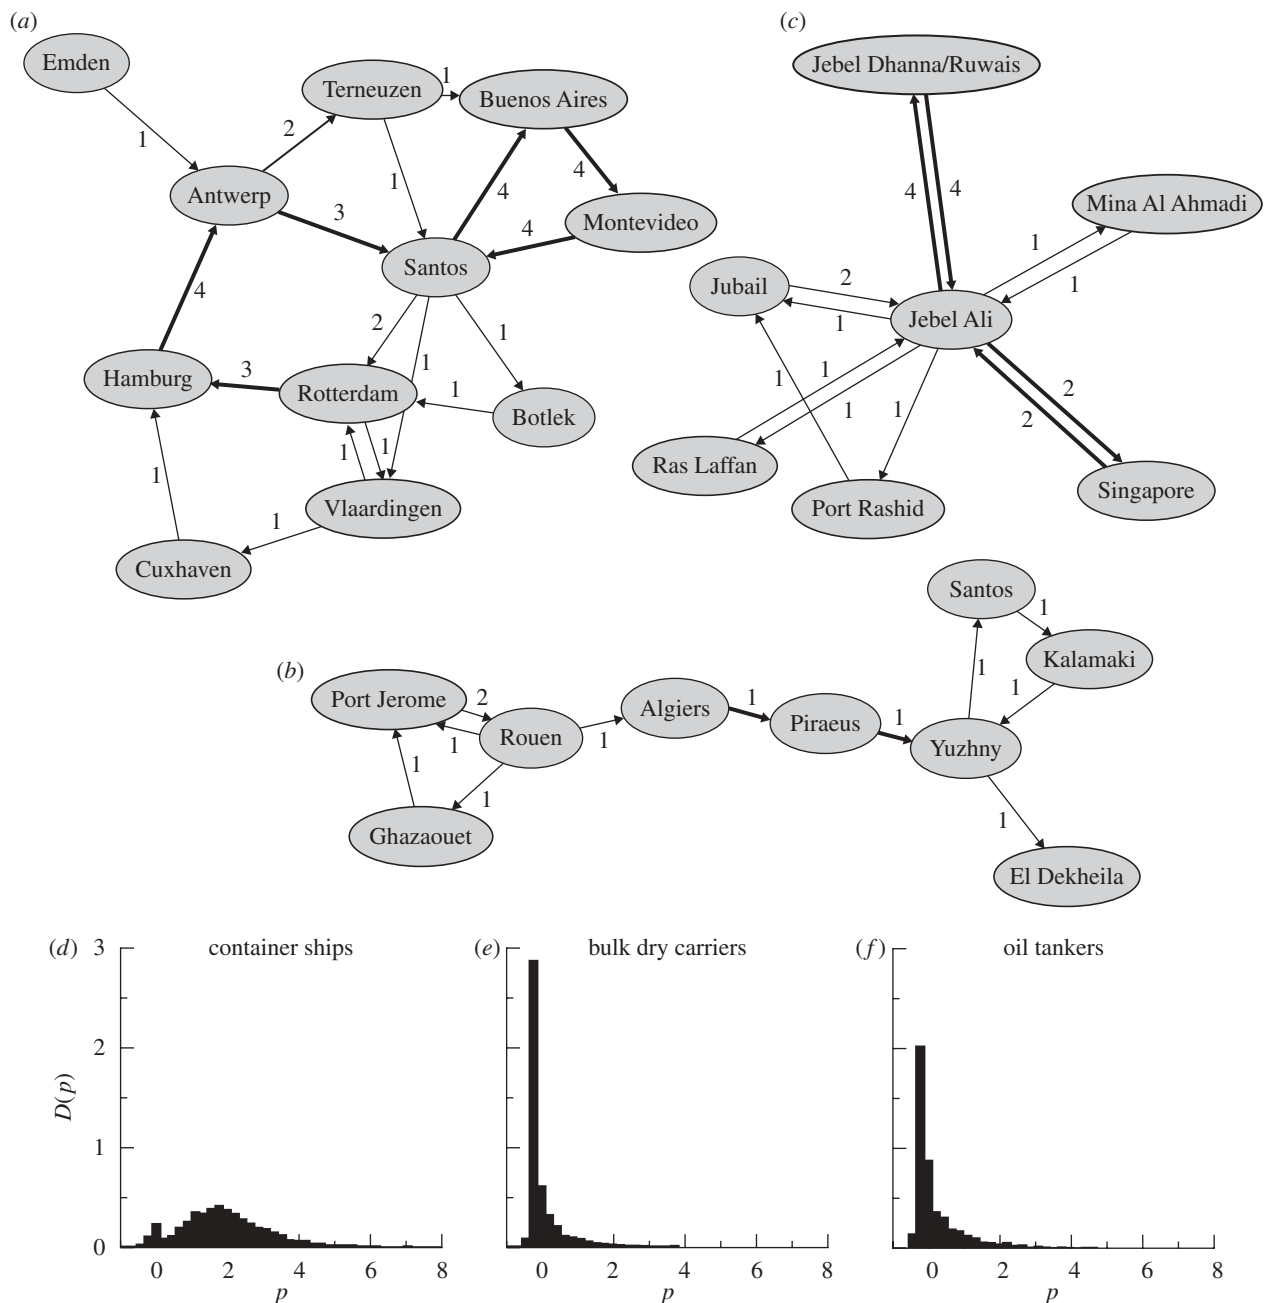 (a)
Emden
1
Terneuzen
1
Buenos Aires
2
Antwerp
1
4
4
3
Montevideo
4
Santos
4
2
1
1
Hamburg
3
Rotterdam
1
Botlek
1
1
1
Vlaardingen
1
Cuxhaven
(c)
Jebel Dhanna/Ruwais
4
4
Mina Al Ahmadi
1
1
Jubail
2
1
Jebel Ali
1
1
1
1
2
2
Ras Laffan
Port Rashid
Singapore
(b)
Port Jerome
2
1
Rouen
1
1
1
Ghazaouet
Algiers
1
Piraeus
1
Yuzhny
1
Santos
1
Kalamaki
1
1
El Dekheila
(d)
container ships
3
2
1
0
D(p)
0 2 4 6 8
p
(e)
bulk dry carriers
0 2 4 6 8
p
(f)
oil tankers
0 2 4 6 8
p